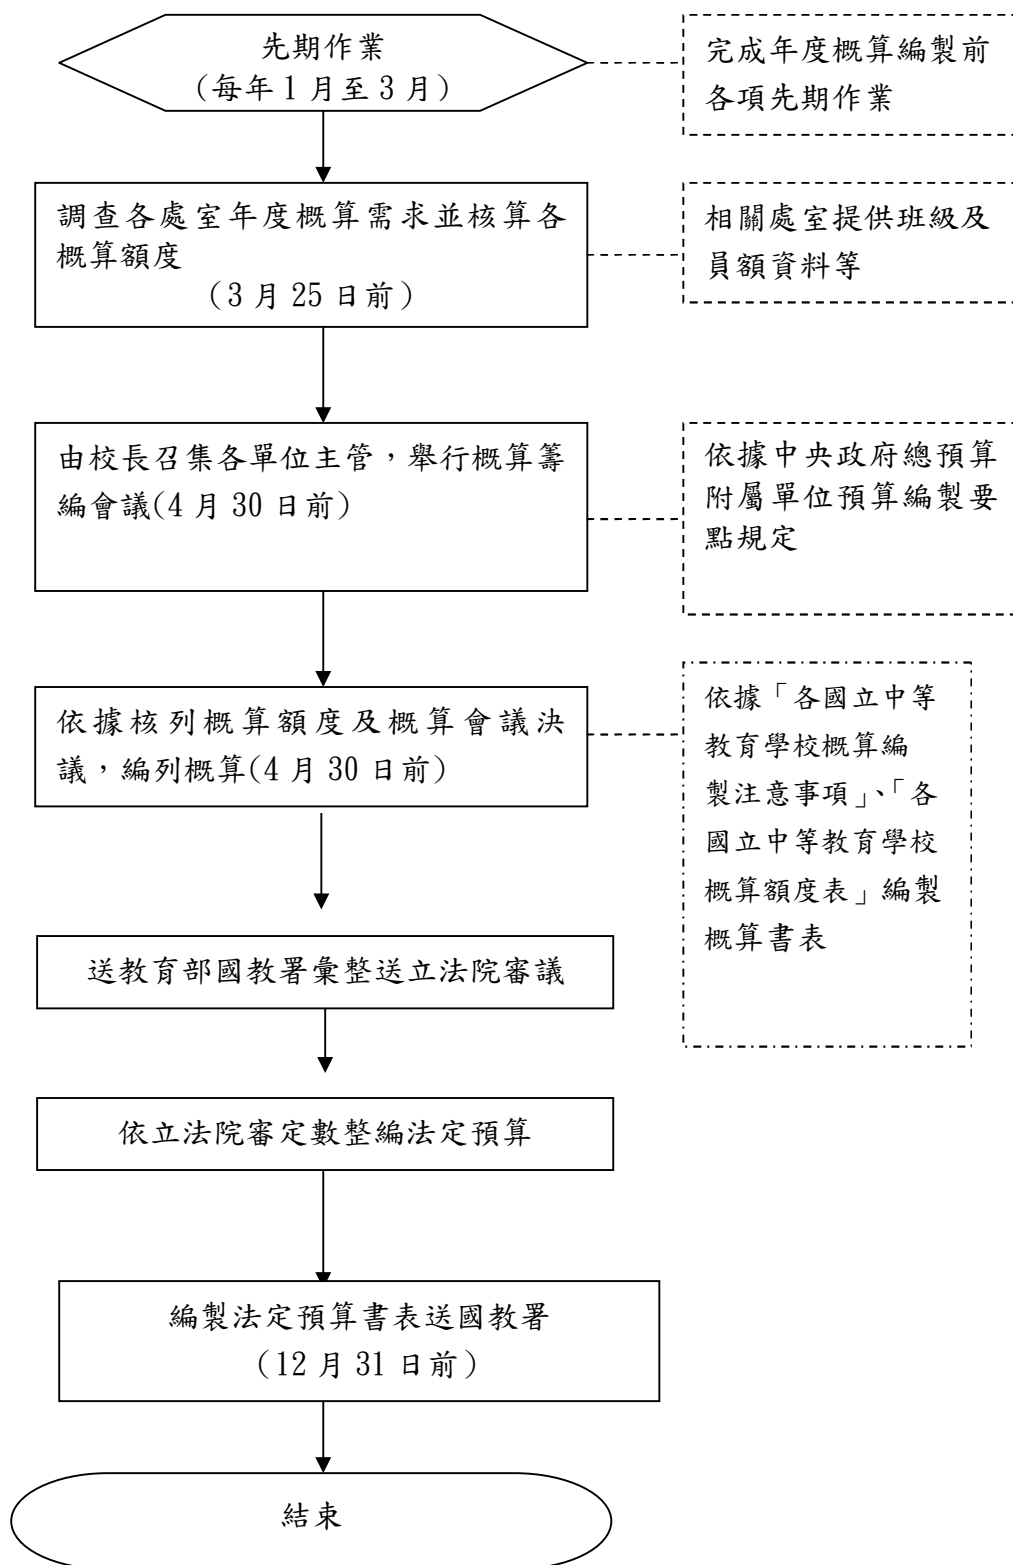 先期作業
(每年 1 月至 3 月)
完成年度概算編製前
各項先期作業
調查各處室年度概算需求並核算各
概算額度
(3 月 25 日前)
相關處室提供班級及
員額資料等
由校長召集各單位主管，舉行概算籌
編會議(4 月 30 日前)
依據中央政府總預算
附屬單位預算編製要
點規定
依據核列概算額度及概算會議決
議，編列概算(4 月 30 日前)
依據「各國立中等
教育學校概算編
製注意事項」、「各
國立中等教育學校
概算額度表」編製
概算書表
送教育部國教署彙整送立法院審議
依立法院審定數整編法定預算
編製法定預算書表送國教署
(12 月 31 日前)
結束